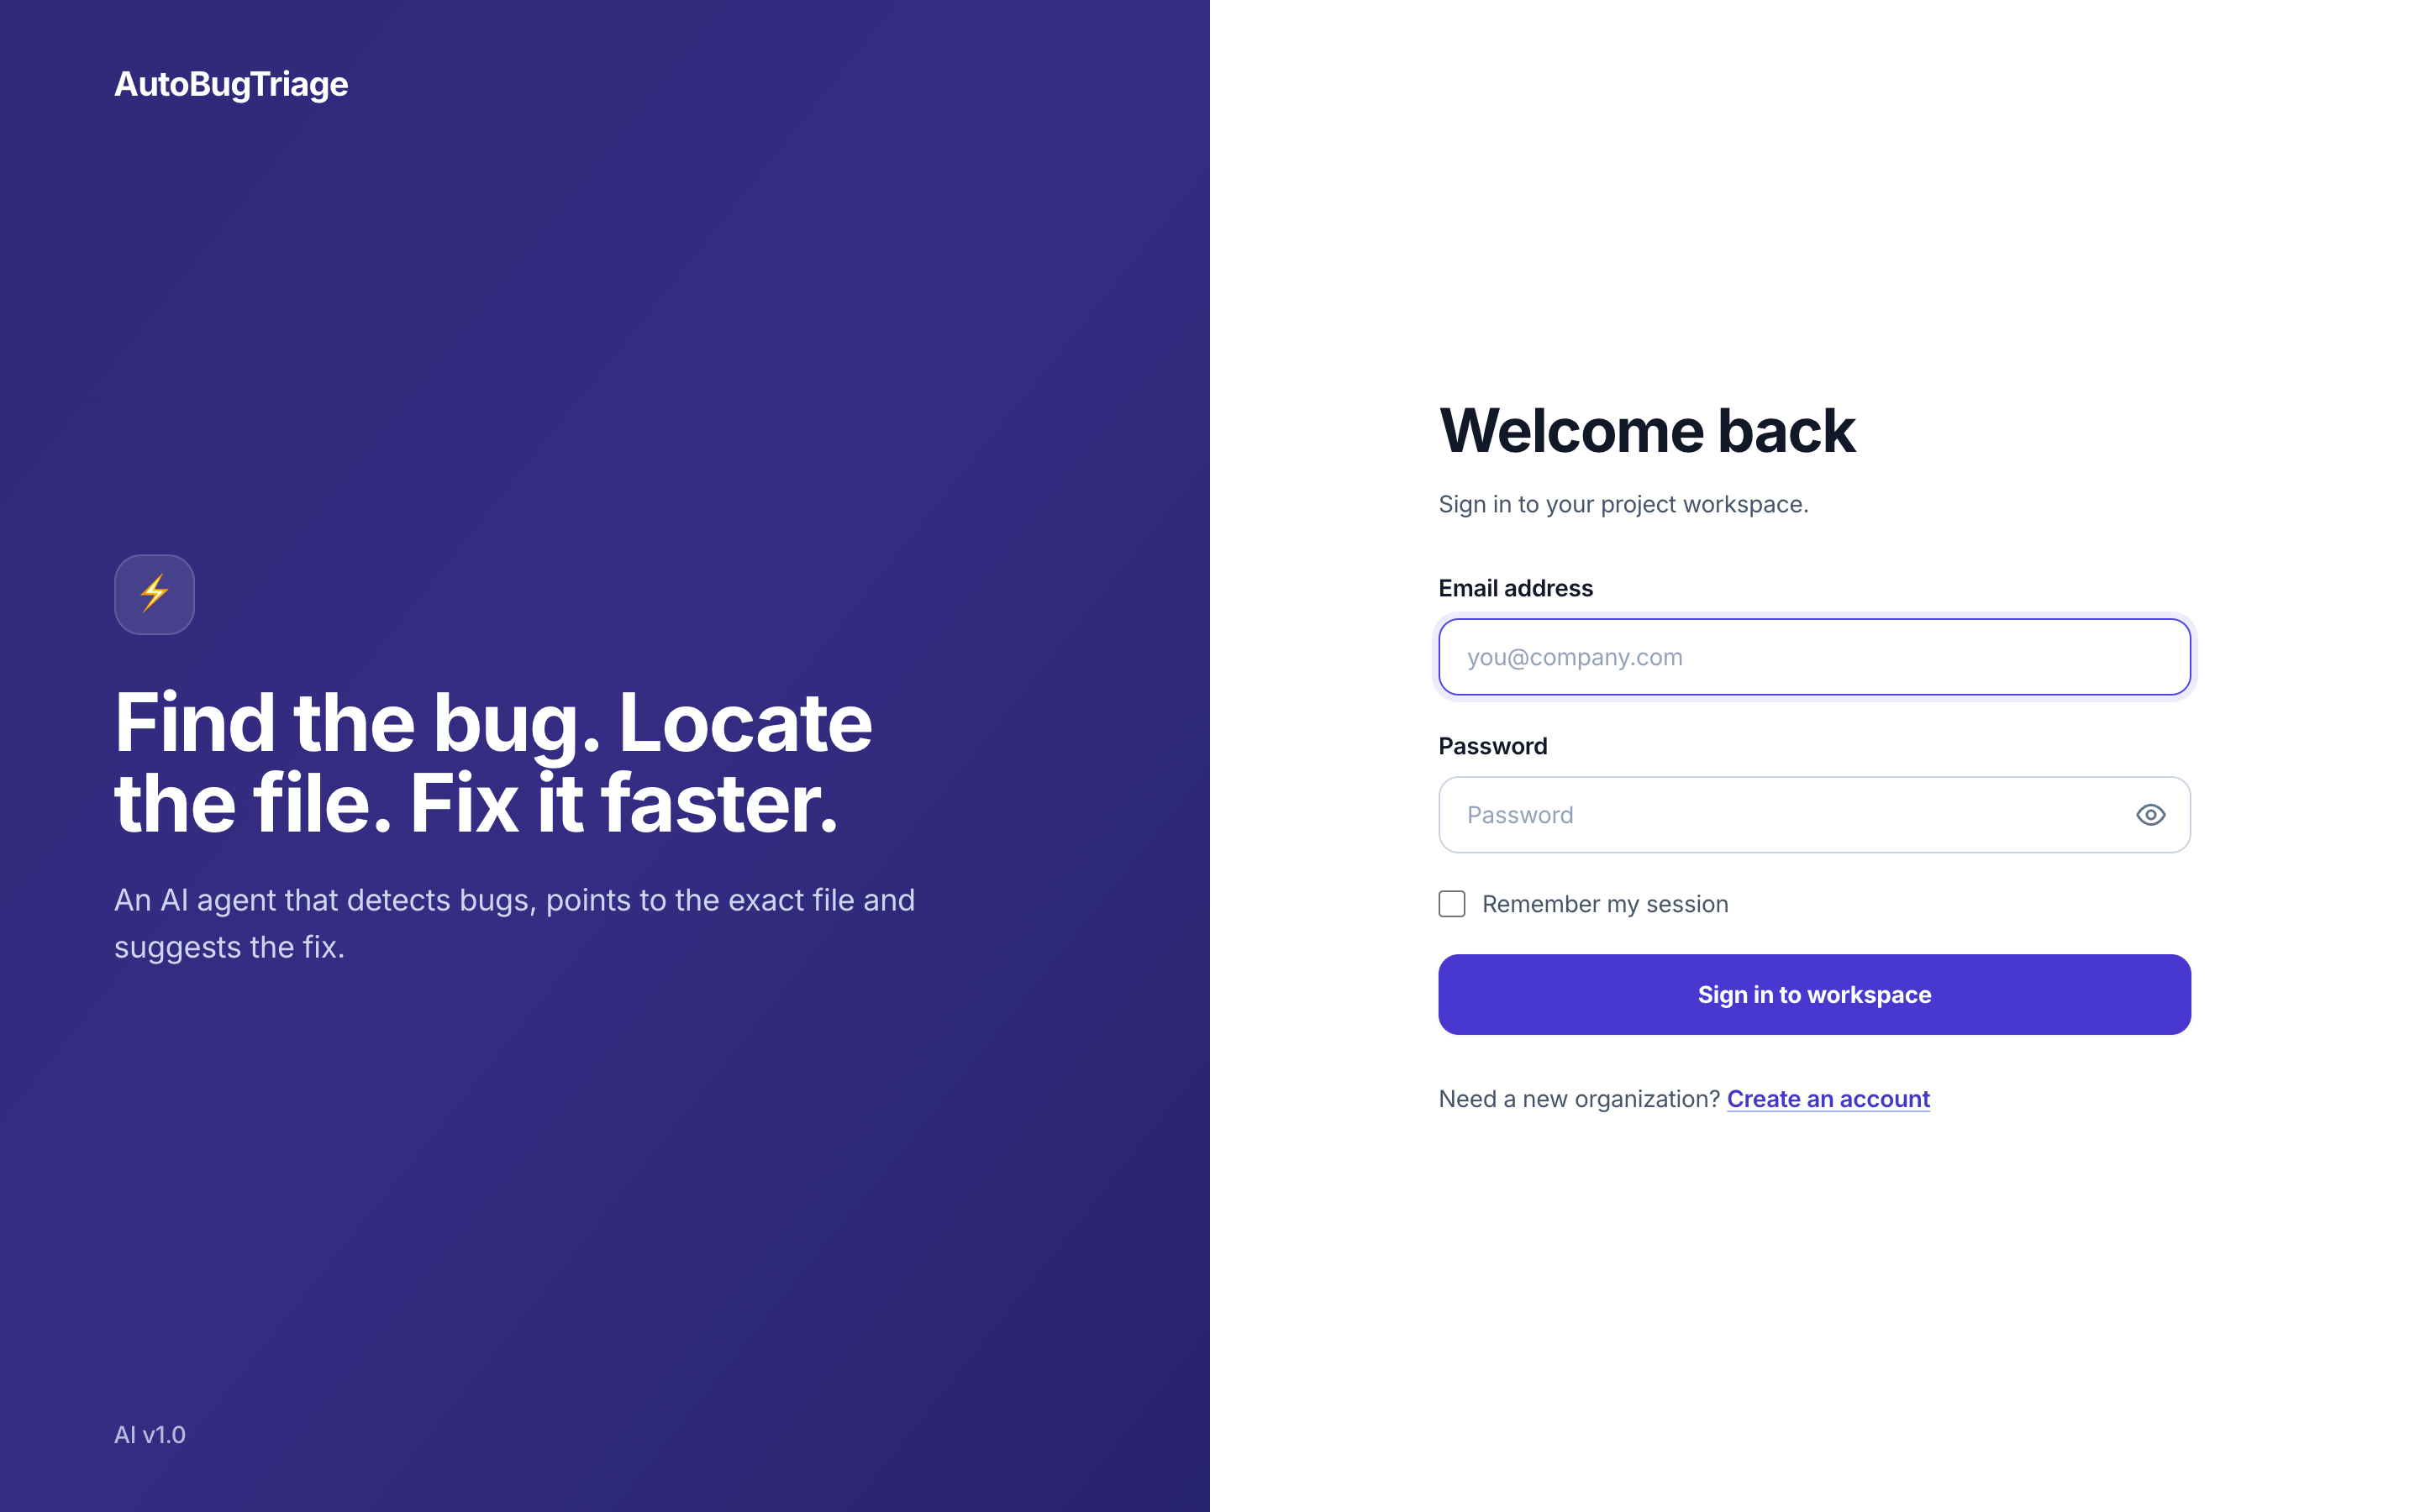 AutoBugTriage
Find the bug. Locate
the file. Fix it faster.
An AI agent that detects bugs, points to the exact file and
suggests the fix.
AI v1.0
Welcome back
Sign in to your project workspace.
Email address
you@company.com
Password
Password
Remember my session
Sign in to workspace
Need a new organization? Create an account